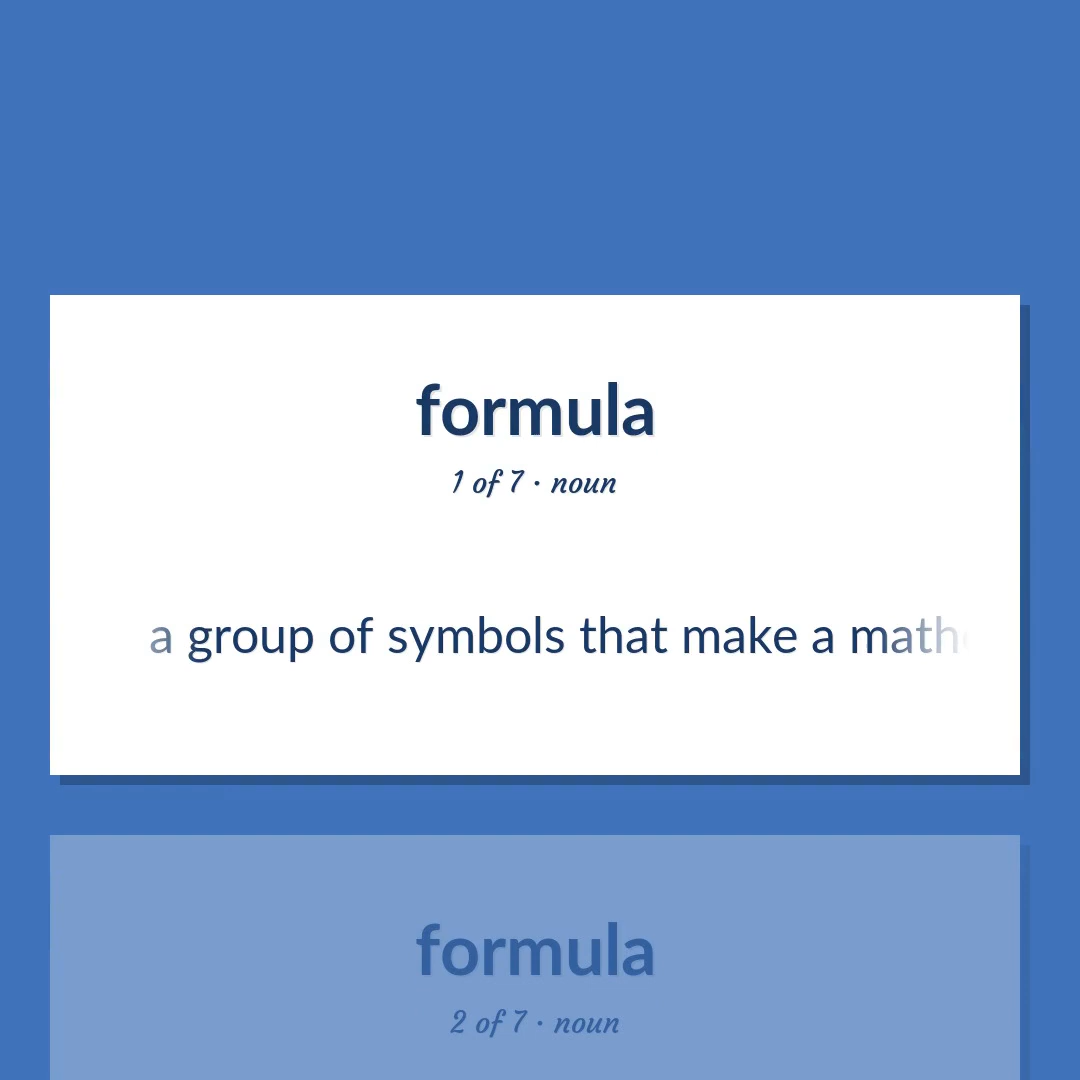 formula
1 of 7 · noun
a group of symbols that make a math
formula
2 of 7 · noun